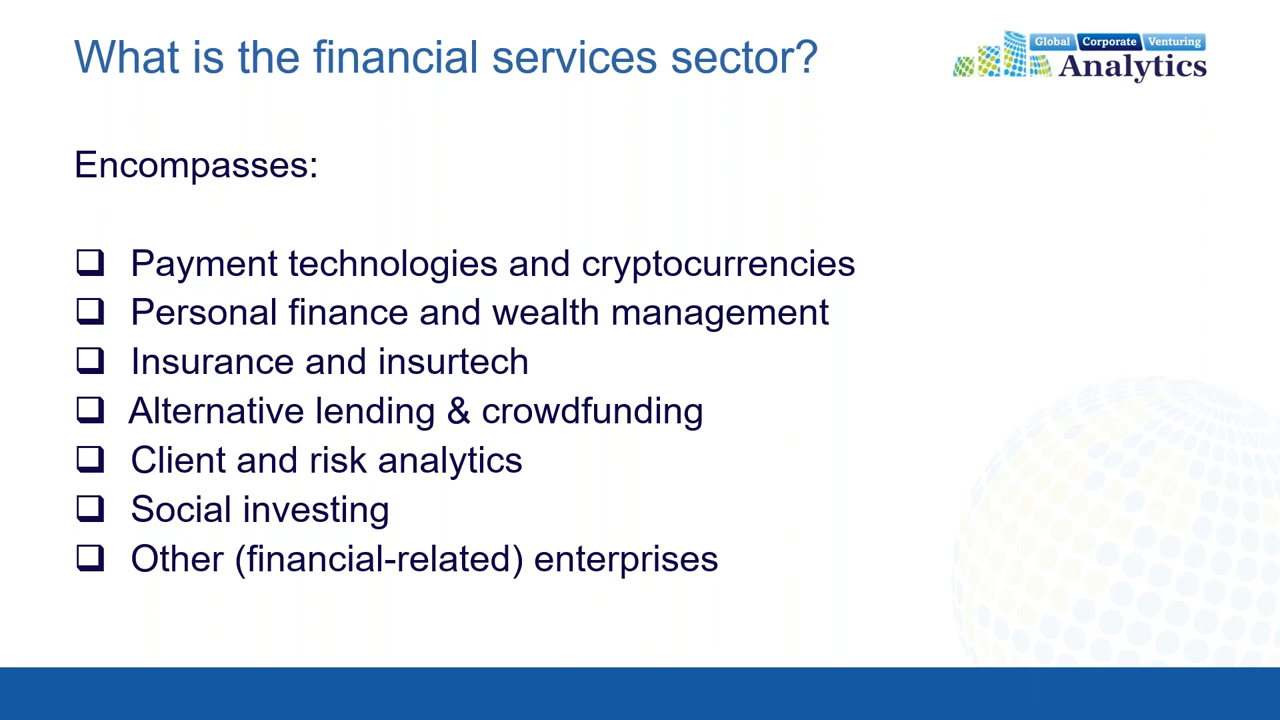 What is the financial services sector?
Global Corporate Venturing
Analytics
Encompasses:
❑ Payment technologies and cryptocurrencies
❑ Personal finance and wealth management
❑ Insurance and insurtech
❑ Alternative lending & crowdfunding
❑ Client and risk analytics
❑ Social investing
❑ Other (financial-related) enterprises